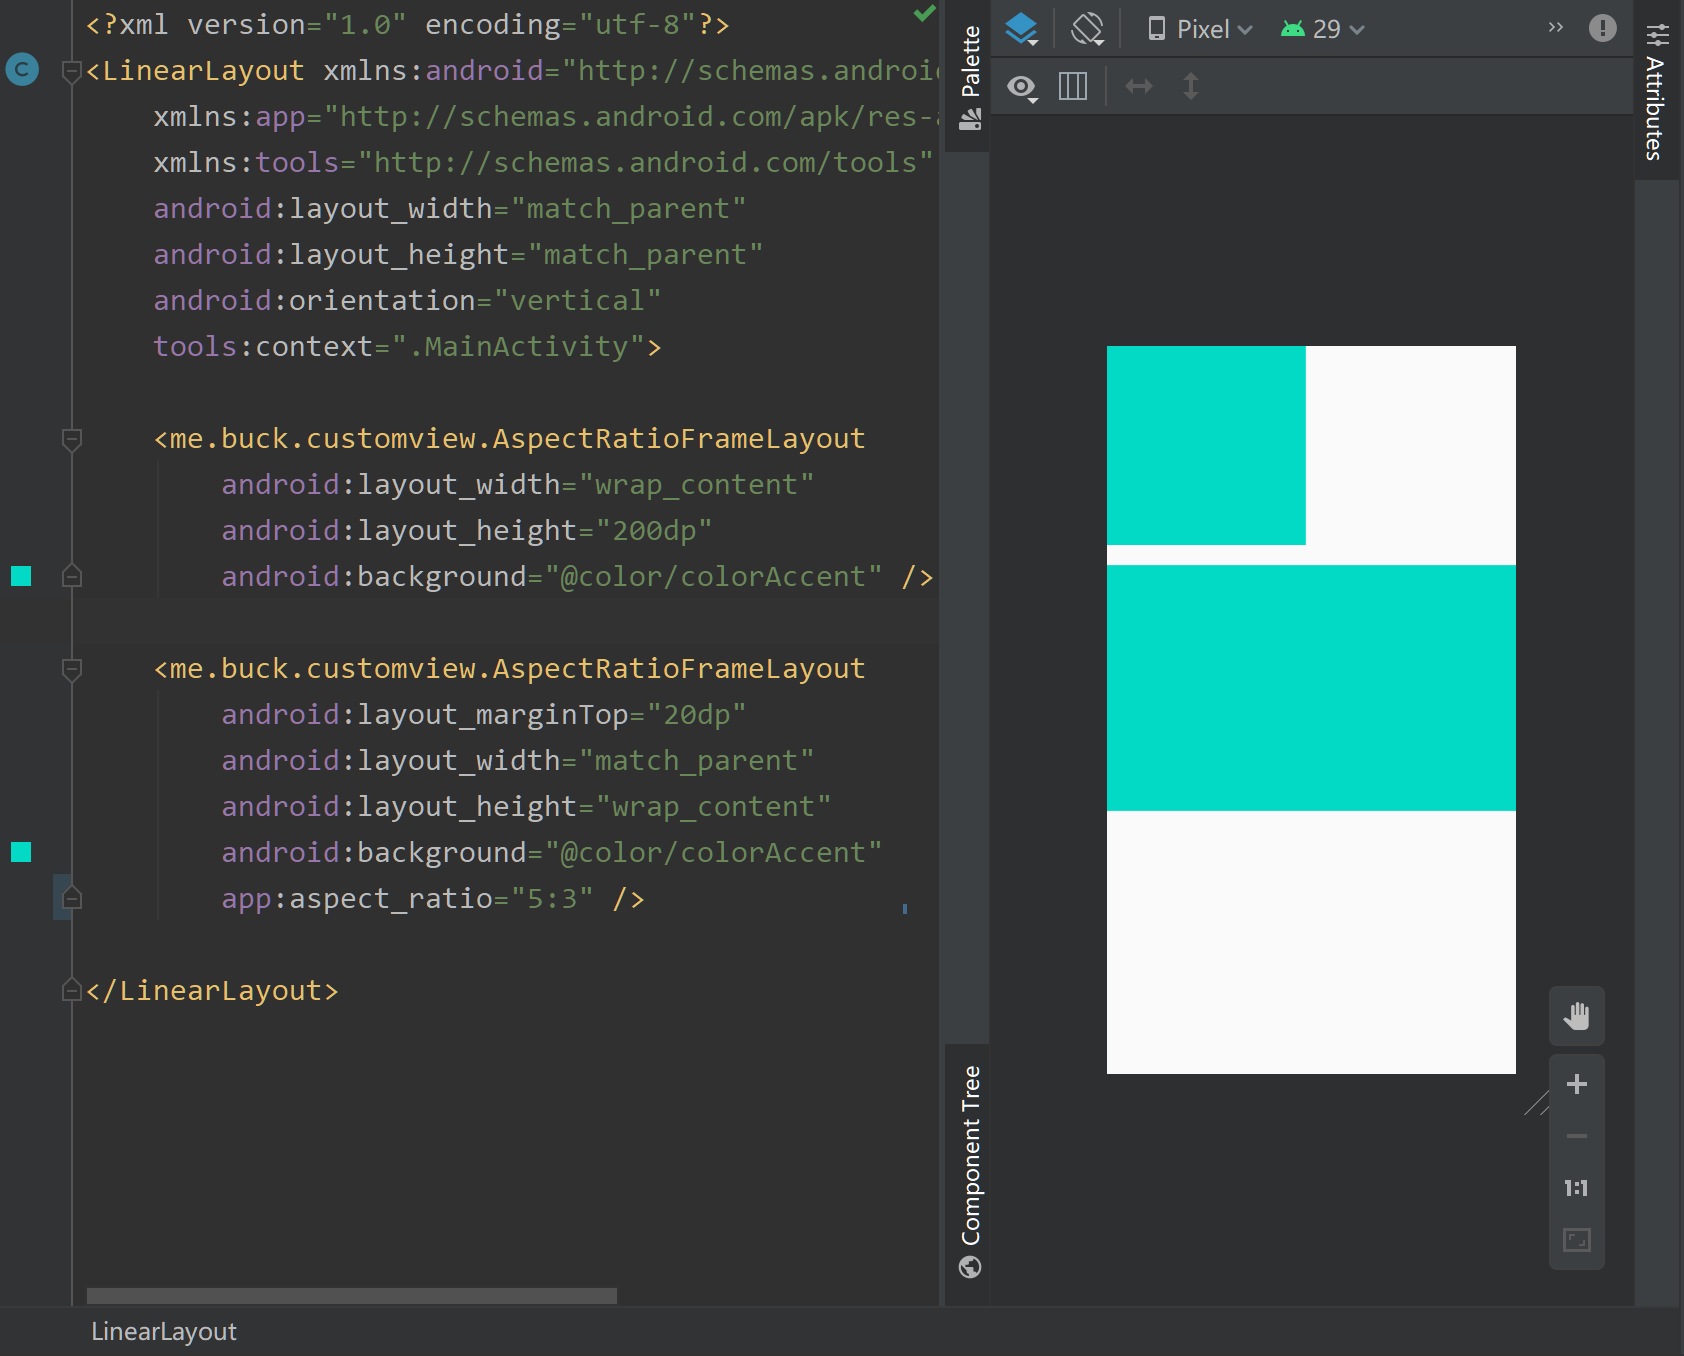 <?xml version="1.0" encoding="utf-8"?>
<LinearLayout xmlns:android="http://schemas.androi
xmlns:app="http://schemas.android.com/apk/res-
xmlns:tools="http://schemas.android.com/tools"
android:layout_width="match_parent"
android:layout_height="match_parent"
android:orientation="vertical"
tools:context=".MainActivity">
<me.buck.customview.AspectRatioFrameLayout
android:layout_width="wrap_content"
android:layout_height="200dp"
android:background="@color/colorAccent" />
<me.buck.customview.AspectRatioFrameLayout
android:layout_marginTop="20dp"
android:layout_width="match_parent"
android:layout_height="wrap_content"
android:background="@color/colorAccent"
app:aspect_ratio="5:3" />
</LinearLayout>
C
LinearLayout
Palette
Component Tree
Pixel
29
Attributes
1:1